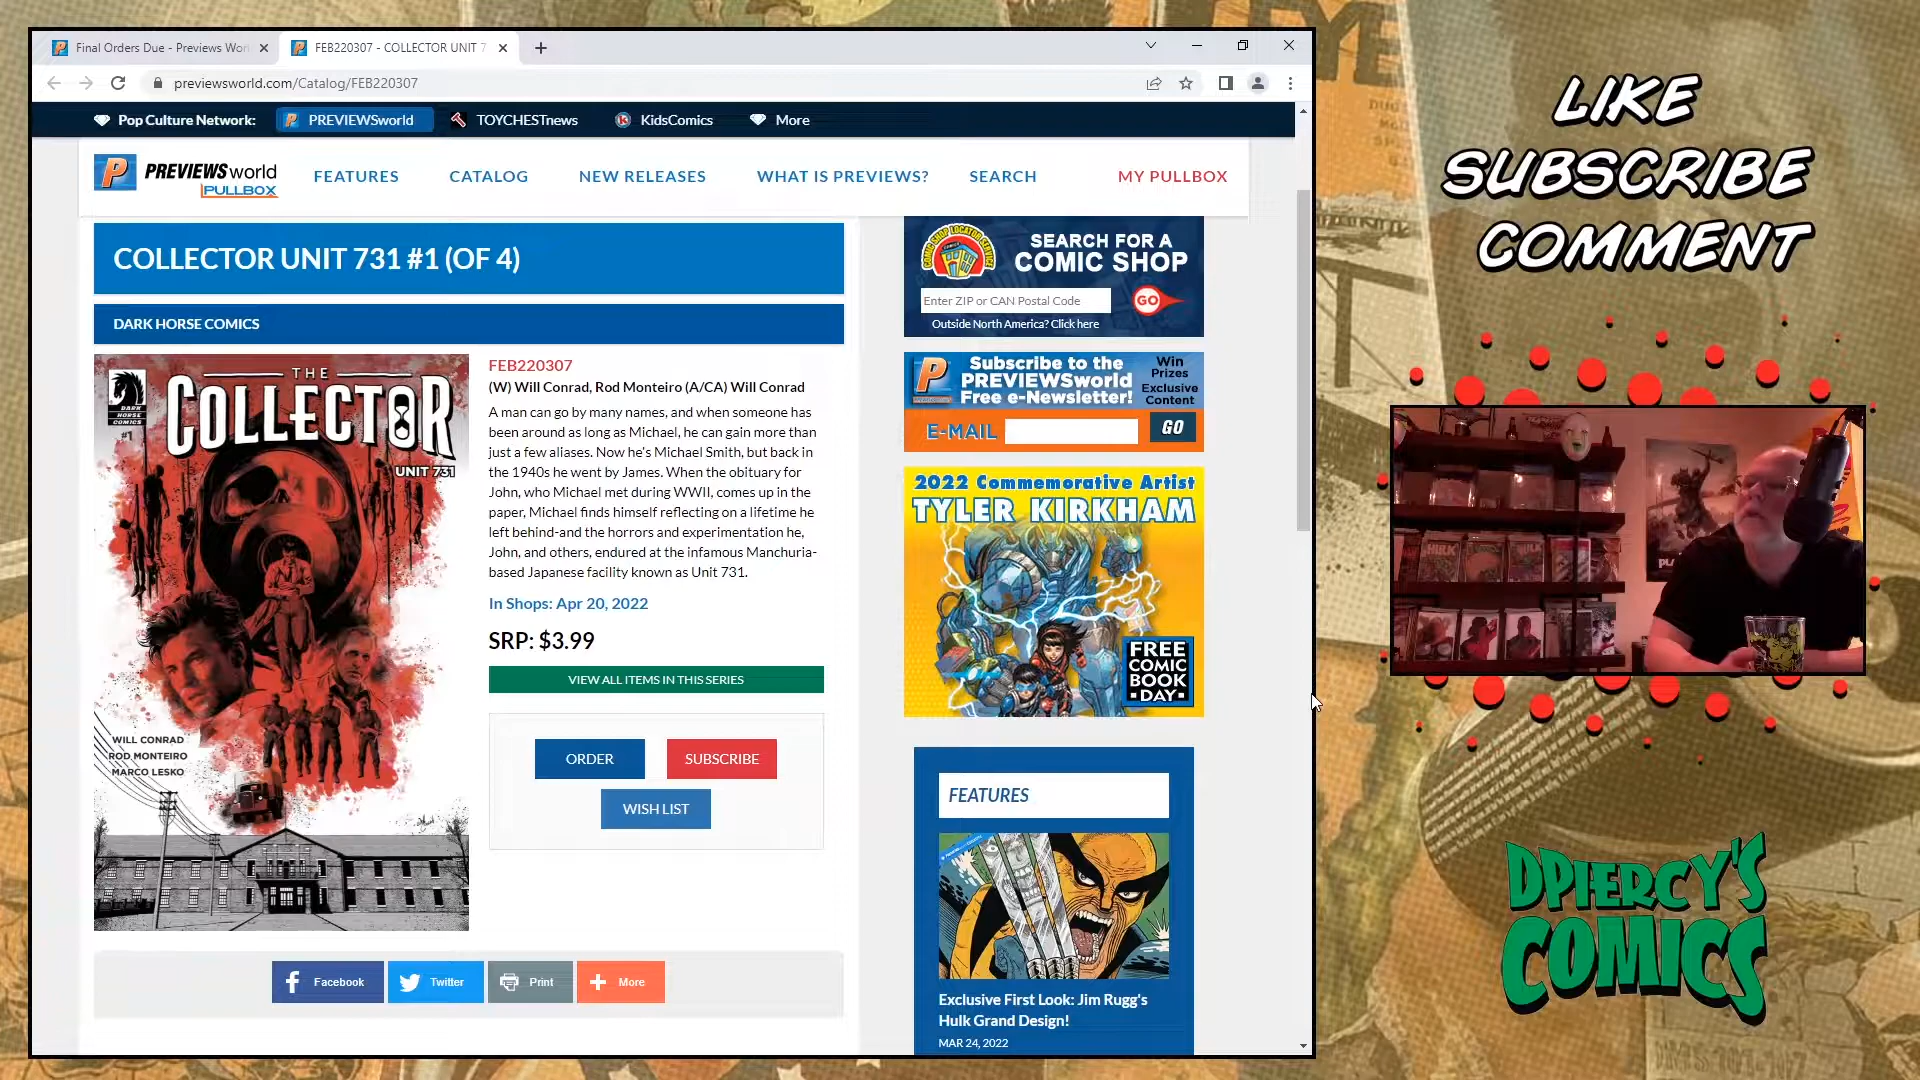 Final Orders Due - Previews Wor
FEB220307 - COLLECTOR UNIT 7
previewsworld.com/Catalog/FEB220307
Pop Culture Network:
PREVIEWSworld
TOYCHESTnews
KidsComics
More
PREVIEWSworld
PULLBOX
FEATURES
CATALOG
NEW RELEASES
WHAT IS PREVIEWS?
SEARCH
MY PULLBOX
COLLECTOR UNIT 731 #1 (OF 4)
DARK HORSE COMICS
THE
COLLECTOR
UNIT 731
DARK
HORSE
COMICS
#1
WILL CONRAD
ROD MONTEIRO
MARCO LESKO
FEB220307
(W) Will Conrad, Rod Monteiro (A/CA) Will Conrad
A man can go by many names, and when someone has
been around as long as Michael, he can gain more than
just a few aliases. Now he's Michael Smith, but back in
the 1940s he went by James. When the obituary for
John, who Michael met during WWII, comes up in the
paper, Michael finds himself reflecting on a lifetime he
left behind-and the horrors and experimentation he,
John, and others, endured at the infamous Manchuria-
based Japanese facility known as Unit 731.
In Shops: Apr 20, 2022
SRP: $3.99
VIEW ALL ITEMS IN THIS SERIES
ORDER
SUBSCRIBE
WISH LIST
Facebook
Twitter
Print
More
COMIC SHOP LOCATOR SERVICE
SEARCH FOR A
COMIC SHOP
Enter ZIP or CAN Postal Code
GO
Outside North America? Click here
Subscribe to the
PREVIEWSworld
Free e-Newsletter!
Win
Prizes
Exclusive
Content
E-MAIL
GO
2022 Commemorative Artist
TYLER KIRKHAM
FREE
COMIC
BOOK
DAY
FEATURES
Exclusive First Look: Jim Rugg's
Hulk Grand Design!
MAR 24, 2022
LIKE
SUBSCRIBE
COMMENT
HULK
HULK
DPIERCY'S
COMICS